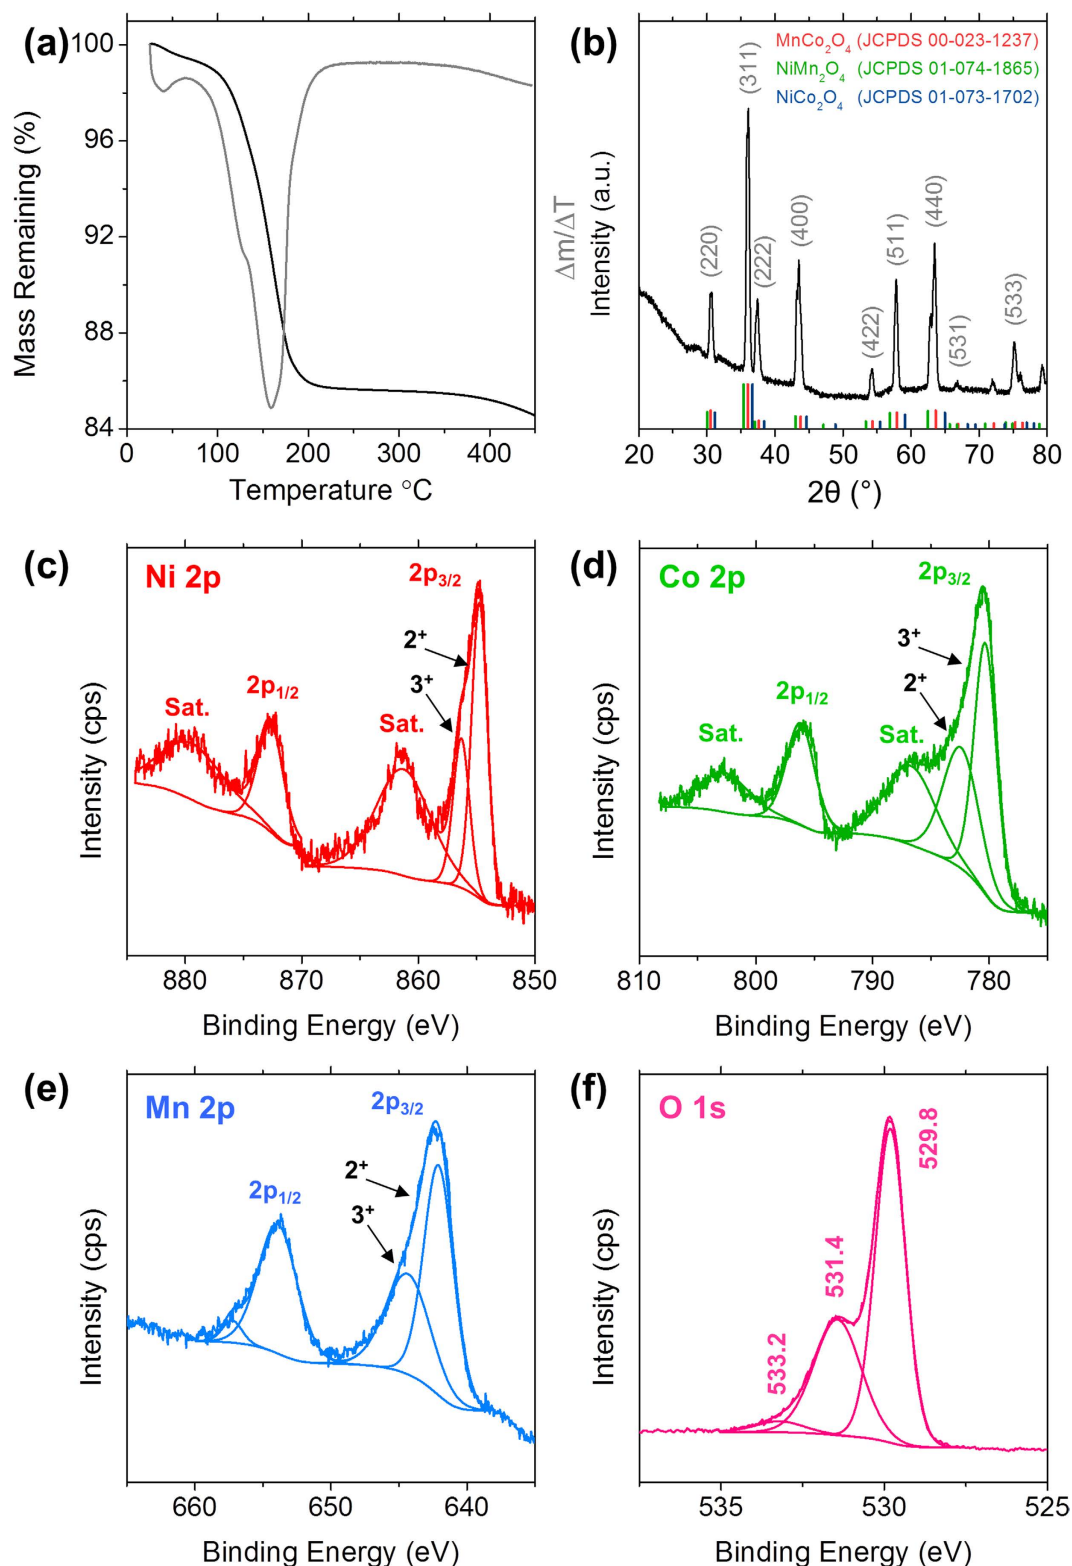 (a)
100
96
92
88
84
Mass Remaining (%)
0
100
200
300
400
Temperature °C
Δm/ΔT
(b)
MnCo₂O₄ (JCPDS 00-023-1237)
NiMn₂O₄ (JCPDS 01-074-1865)
NiCo₂O₄ (JCPDS 01-073-1702)
(220)
(311)
(222)
(400)
(422)
(511)
(440)
(531)
(533)
Intensity (a.u.)
20
30
40
50
60
70
80
2θ (°)
(c)
Ni 2p
2p₃/₂
2⁺
3⁺
2p₁/₂
Sat.
Sat.
Intensity (cps)
880
870
860
850
Binding Energy (eV)
(d)
Co 2p
2p₃/₂
3⁺
2⁺
2p₁/₂
Sat.
Sat.
Intensity (cps)
810
800
790
780
Binding Energy (eV)
(e)
Mn 2p
2p₃/₂
2⁺
3⁺
2p₁/₂
Intensity (cps)
660
650
640
Binding Energy (eV)
(f)
O 1s
529.8
531.4
533.2
Intensity (cps)
535
530
525
Binding Energy (eV)